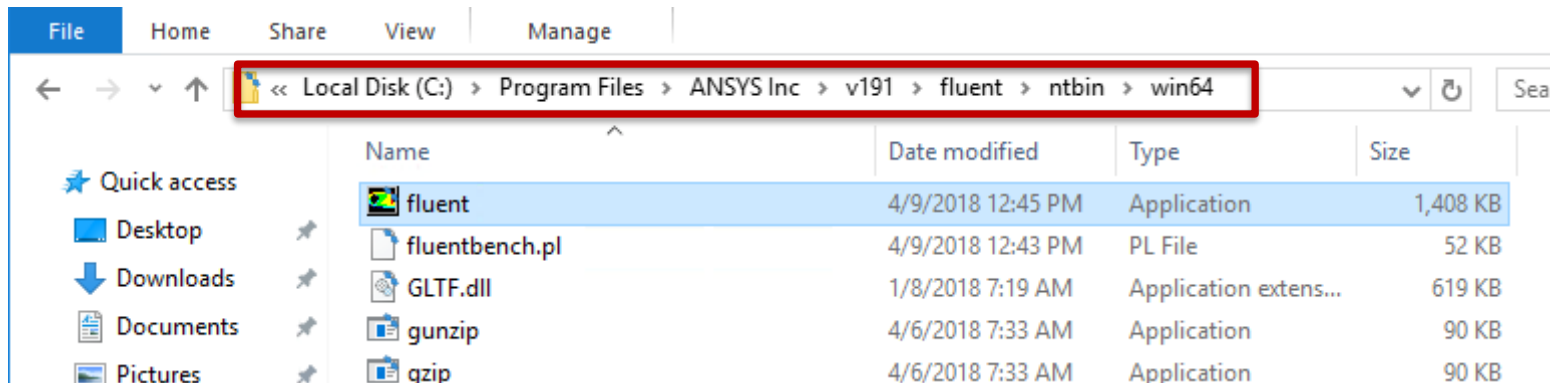 File Home Share View Manage
« Local Disk (C:) > Program Files > ANSYS Inc > v191 > fluent > ntbin > win64 Sea
Name Date modified Type Size
Quick access
fluent 4/9/2018 12:45 PM Application 1,408 KB
Desktop
fluentbench.pl 4/9/2018 12:43 PM PL File 52 KB
Downloads
GLTF.dll 1/8/2018 7:19 AM Application extens... 619 KB
Documents
gunzip 4/6/2018 7:33 AM Application 90 KB
Pictures
gzip 4/6/2018 7:33 AM Application 90 KB